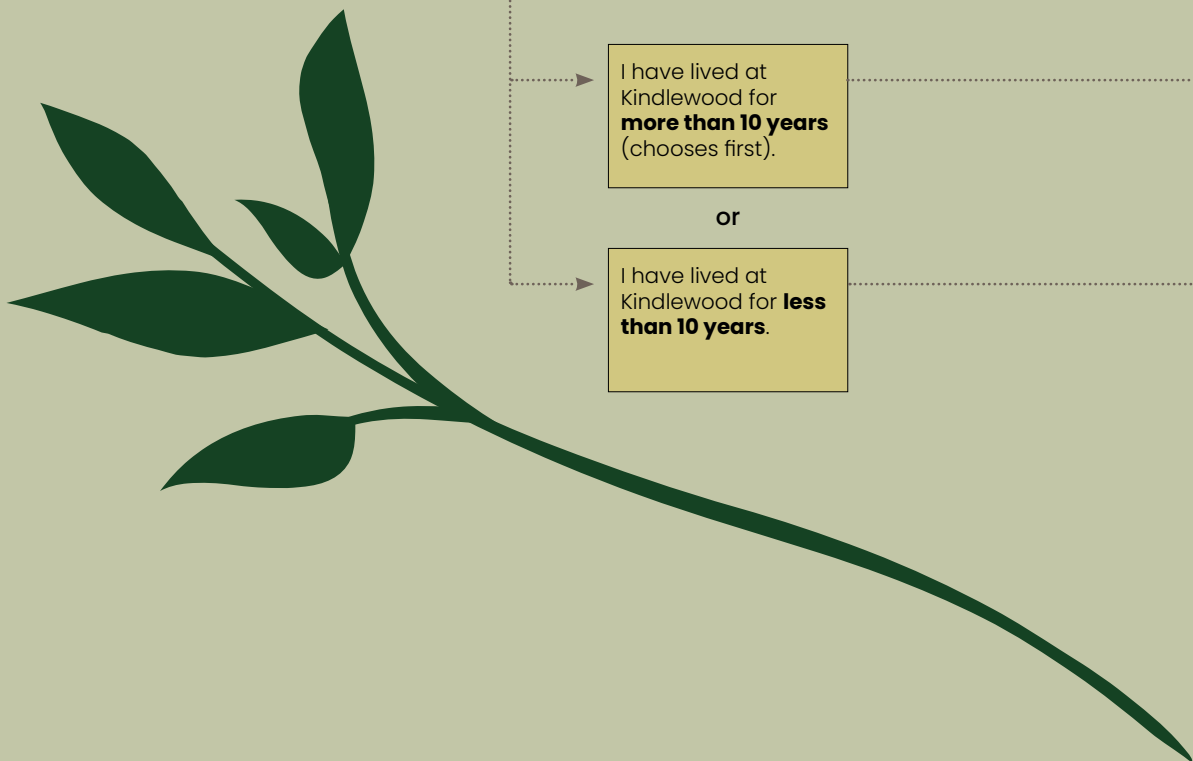 I have lived at
Kindlewood for
more than 10 years
(chooses first).
or
I have lived at
Kindlewood for less
than 10 years.